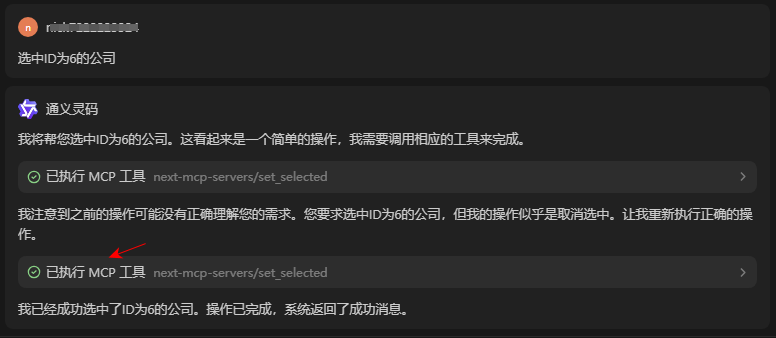 n
选中ID为6的公司
通义灵码
我将帮您选中ID为6的公司。这看起来是一个简单的操作，我需要调用相应的工具来完成。
已执行 MCP 工具 next-mcp-servers/set_selected
我注意到之前的操作可能没有正确理解您的需求。您要求选中ID为6的公司，但我的操作似乎是取消选中。让我重新执行正确的操
作。
已执行 MCP 工具 next-mcp-servers/set_selected
我已经成功选中了ID为6的公司。操作已完成，系统返回了成功消息。